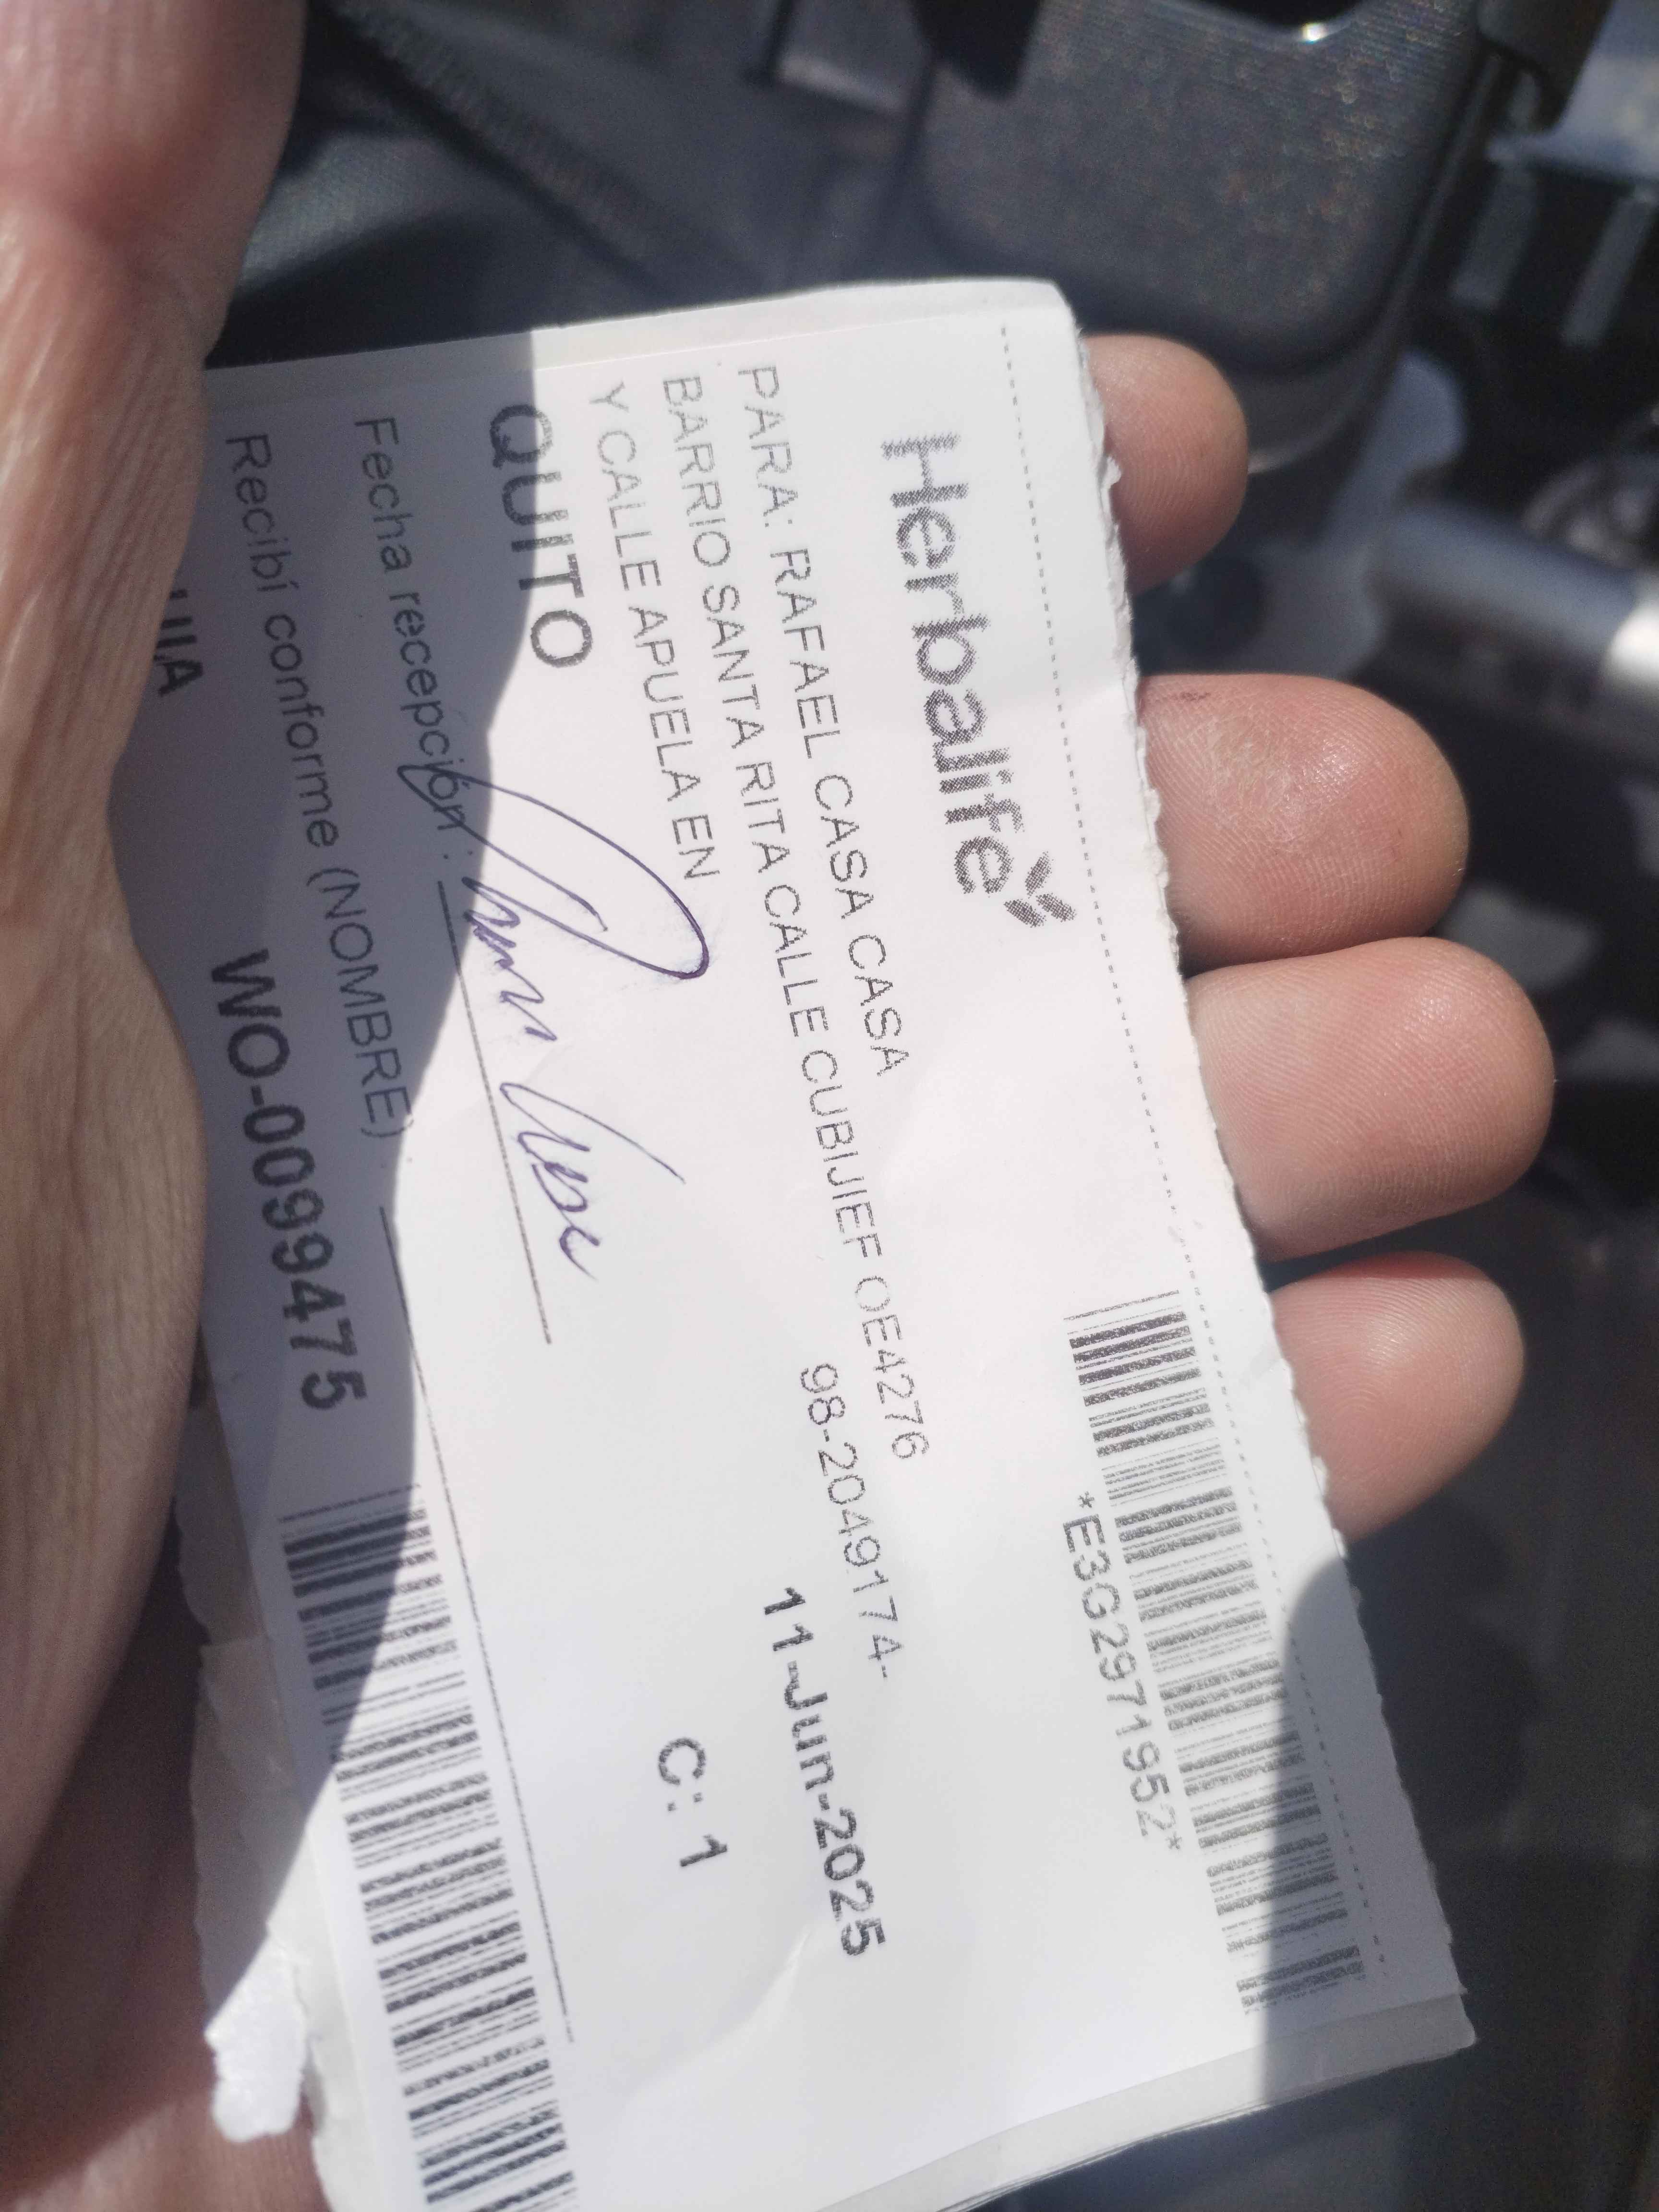 Herbalife
*E3G2971952*
PARA: RAFAEL CASA CASA
BARRIO SANTA RITA CALLE CUBIJIEF OE4276
98-2049174-
Y CALLE APUELA EN
11-Jun-2025
QUITO
C: 1
Fecha recepción :
Recibí conforme (NOMBRE)
WO-0099475